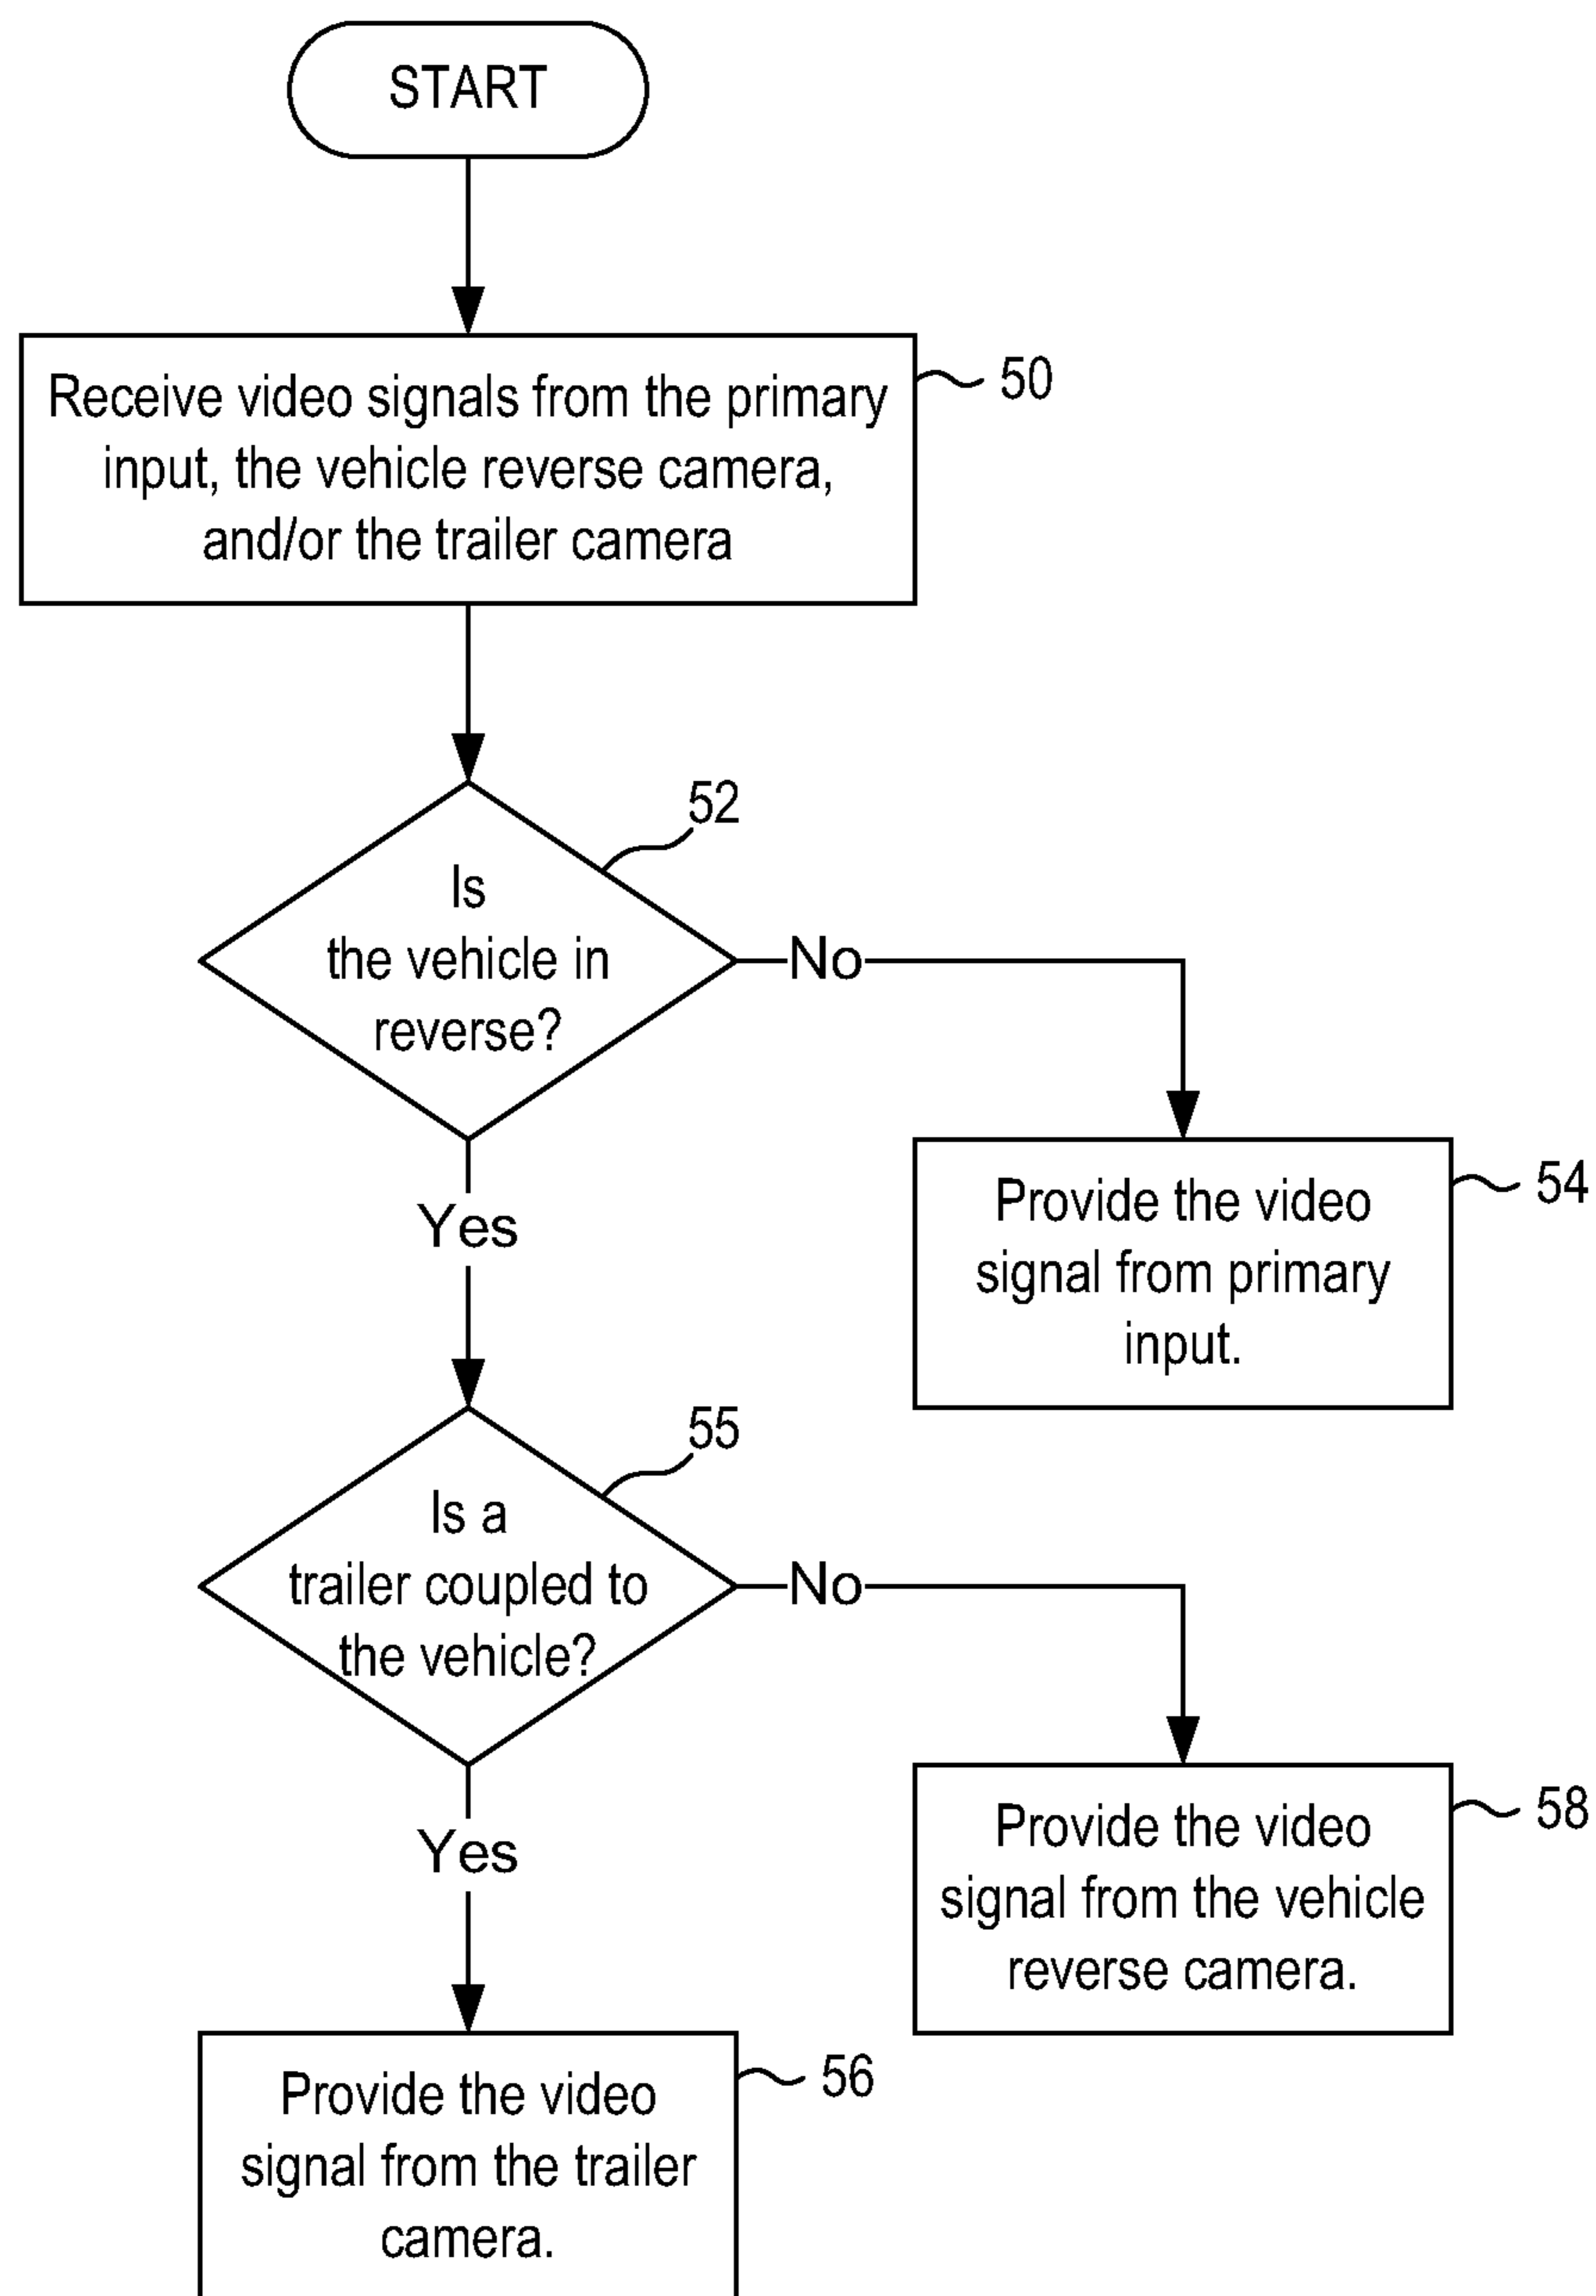 START
Receive video signals from the primary
input, the vehicle reverse camera,
and/or the trailer camera
50
52
Is
the vehicle in
reverse?
No
Yes
54
Provide the video
signal from primary
input.
55
Is a
trailer coupled to
the vehicle?
No
Yes
58
Provide the video
signal from the vehicle
reverse camera.
56
Provide the video
signal from the trailer
camera.